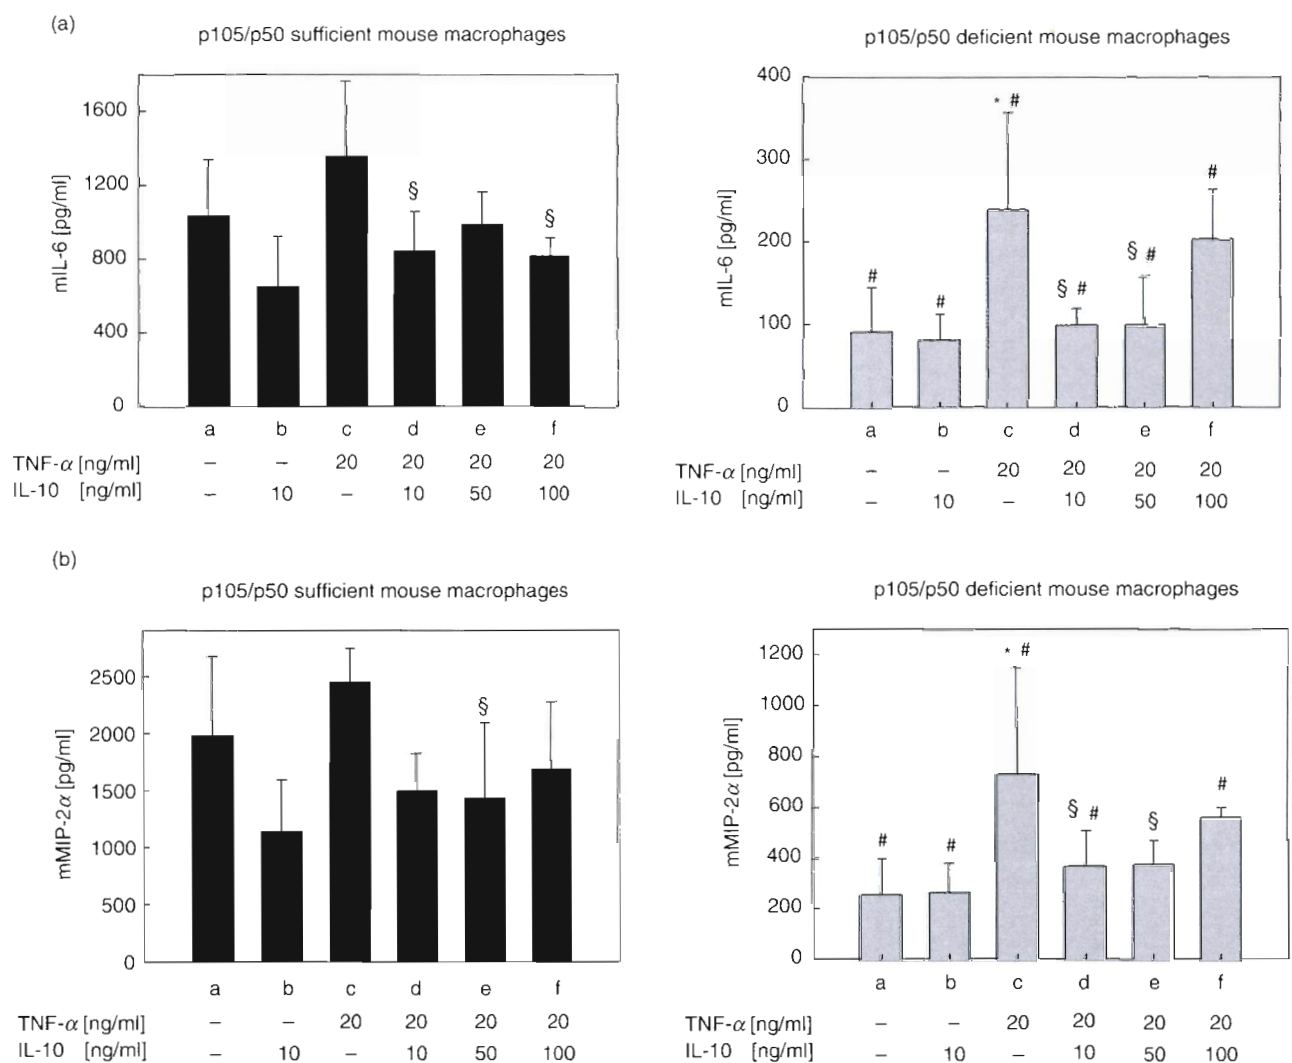 (a)
p105/p50 sufficient mouse macrophages
mIL-6 [pg/ml]
1600
1200
800
400
0
§
§
a b c d e f
TNF-α [ng/ml] – – 20 20 20 20
IL-10 [ng/ml] – 10 – 10 50 100
p105/p50 deficient mouse macrophages
mIL-6 [pg/ml]
400
300
200
100
0
#
#
* #
§ #
§ #
#
a b c d e f
TNF-α [ng/ml] – – 20 20 20 20
IL-10 [ng/ml] – 10 – 10 50 100
(b)
p105/p50 sufficient mouse macrophages
mMIP-2α [pg/ml]
2500
2000
1500
1000
500
0
§
a b c d e f
TNF-α [ng/ml] – – 20 20 20 20
IL-10 [ng/ml] – 10 – 10 50 100
p105/p50 deficient mouse macrophages
mMIP-2α [pg/ml]
1200
1000
800
600
400
200
0
#
#
* #
§ #
§
#
a b c d e f
TNF-α [ng/ml] – – 20 20 20 20
IL-10 [ng/ml] – 10 – 10 50 100